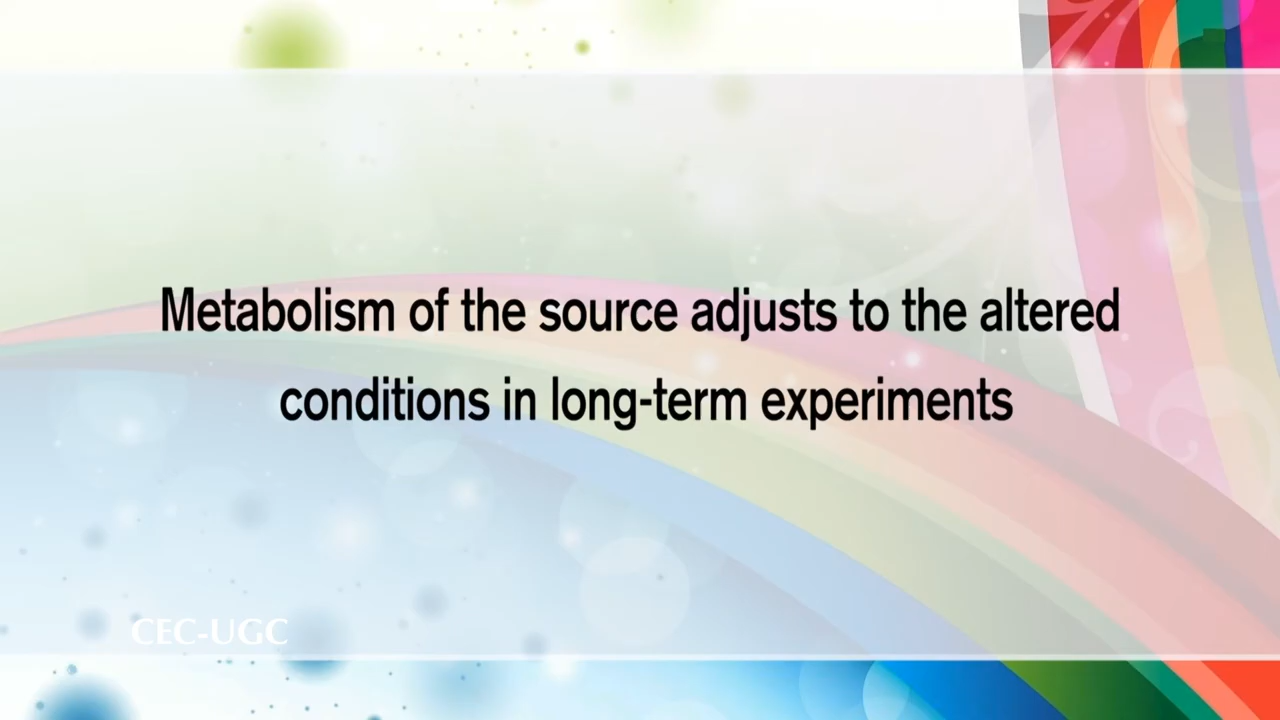 Metabolism of the source adjusts to the altered
conditions in long-term experiments
CEC-UGC